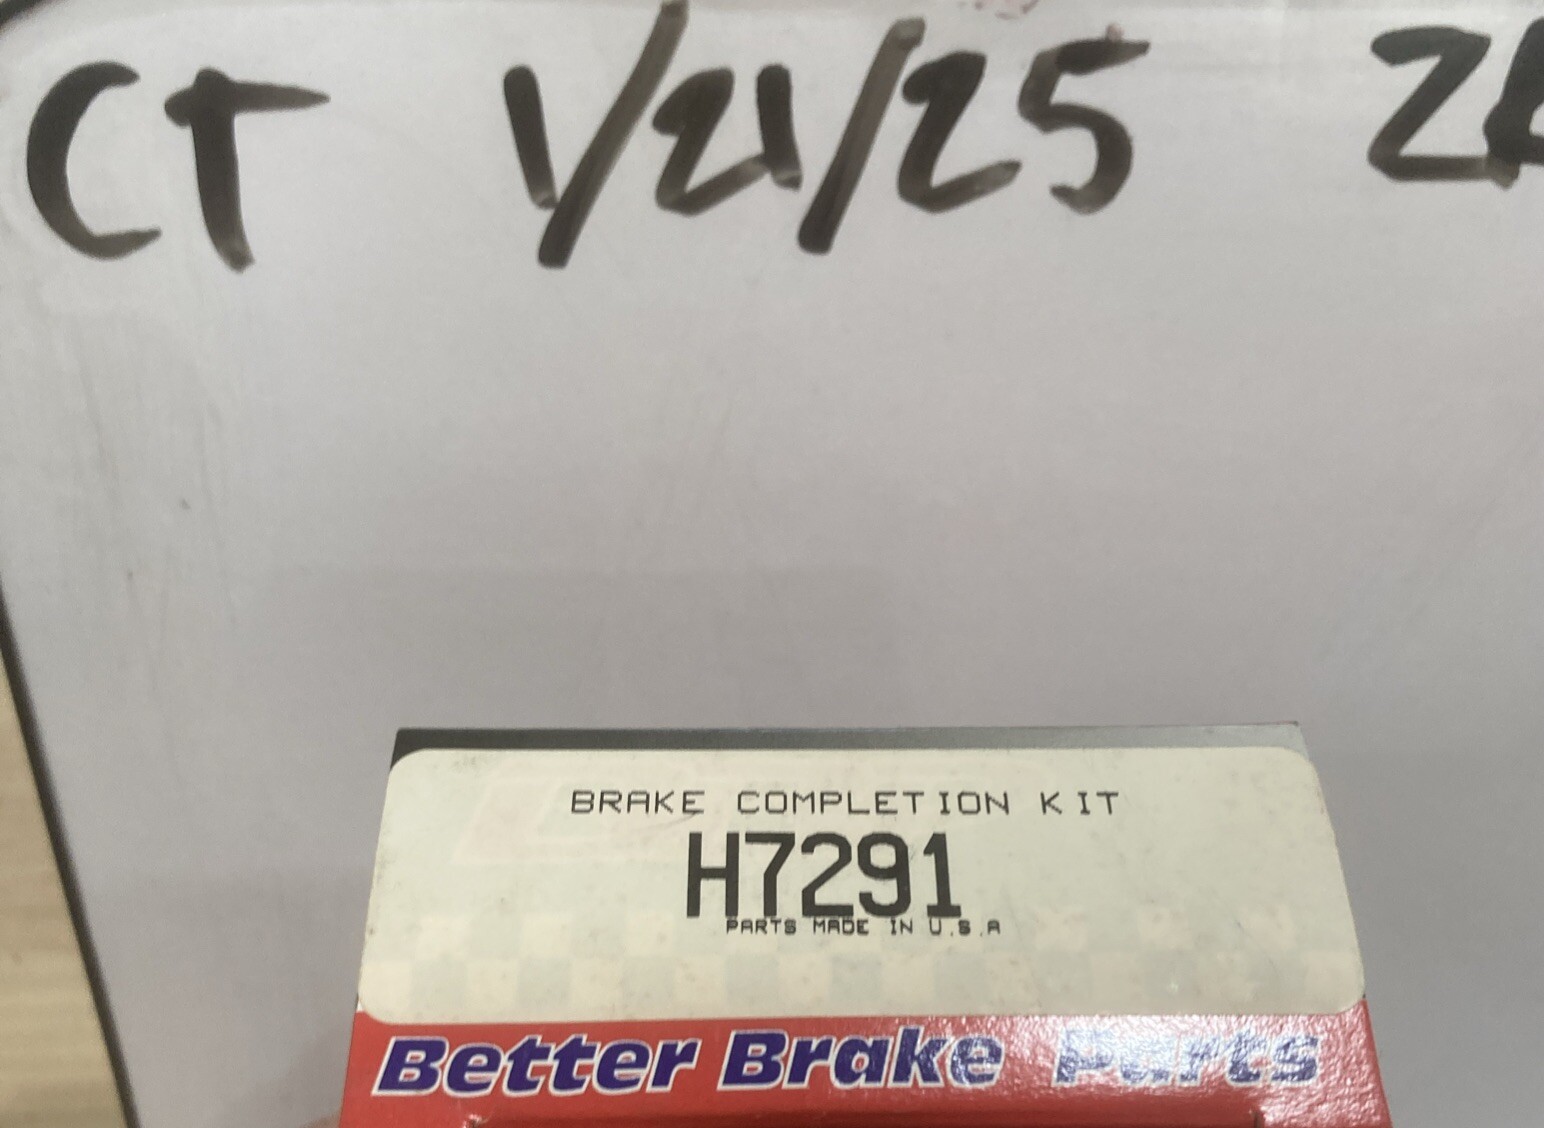 CT 1/21/25
BRAKE COMPLETION KIT
H7291
PARTS MADE IN U.S.A
Better Brake Parts